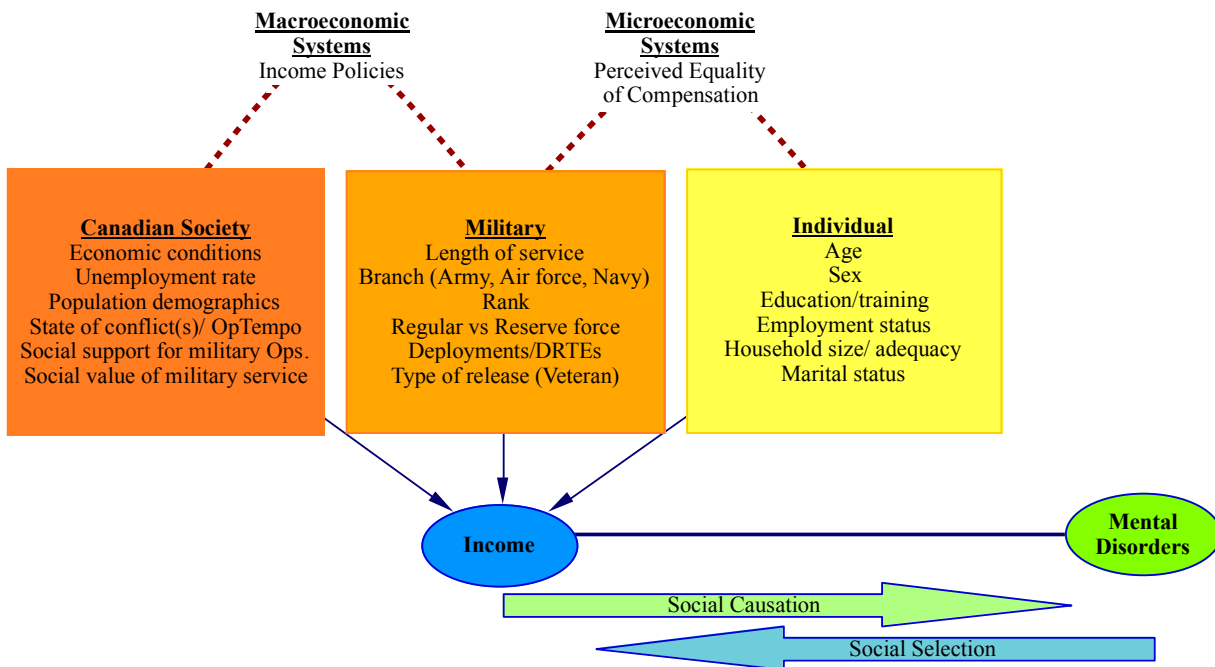 Macroeconomic
Systems
Income Policies
Microeconomic
Systems
Perceived Equality
of Compensation
Canadian Society
Economic conditions
Unemployment rate
Population demographics
State of conflict(s)/ OpTempo
Social support for military Ops.
Social value of military service
Military
Length of service
Branch (Army, Air force, Navy)
Rank
Regular vs Reserve force
Deployments/DRTEs
Type of release (Veteran)
Individual
Age
Sex
Education/training
Employment status
Household size/ adequacy
Marital status
Income
Mental
Disorders
Social Causation
Social Selection